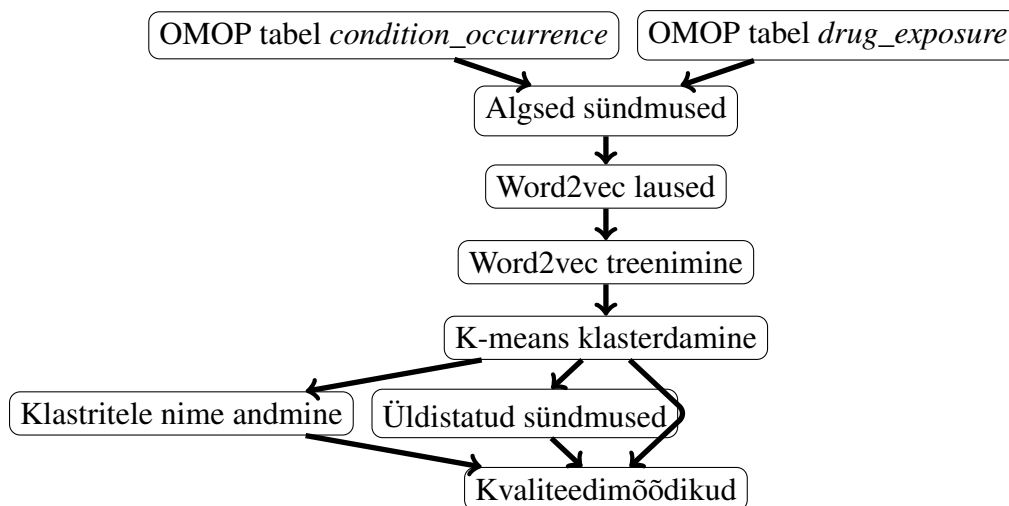 OMOP tabel condition_occurrence
OMOP tabel drug_exposure
Algsed sündmused
Word2vec laused
Word2vec treenimine
K-means klasterdamine
Klastritele nime andmine
Üldistatud sündmused
Kvaliteedimõõdikud